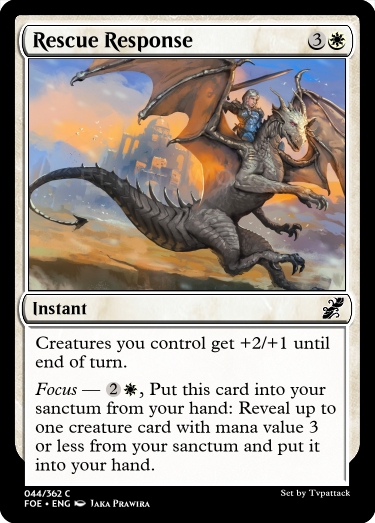 Rescue Response 3
Instant
Creatures you control get +2/+1 until
end of turn.
Focus — 2, Put this card into your
sanctum from your hand: Reveal up to
one creature card with mana value 3
or less from your sanctum and put it
into your hand.
044/362 C Set by Tvpattack
FOE • ENG Jaka Prawira